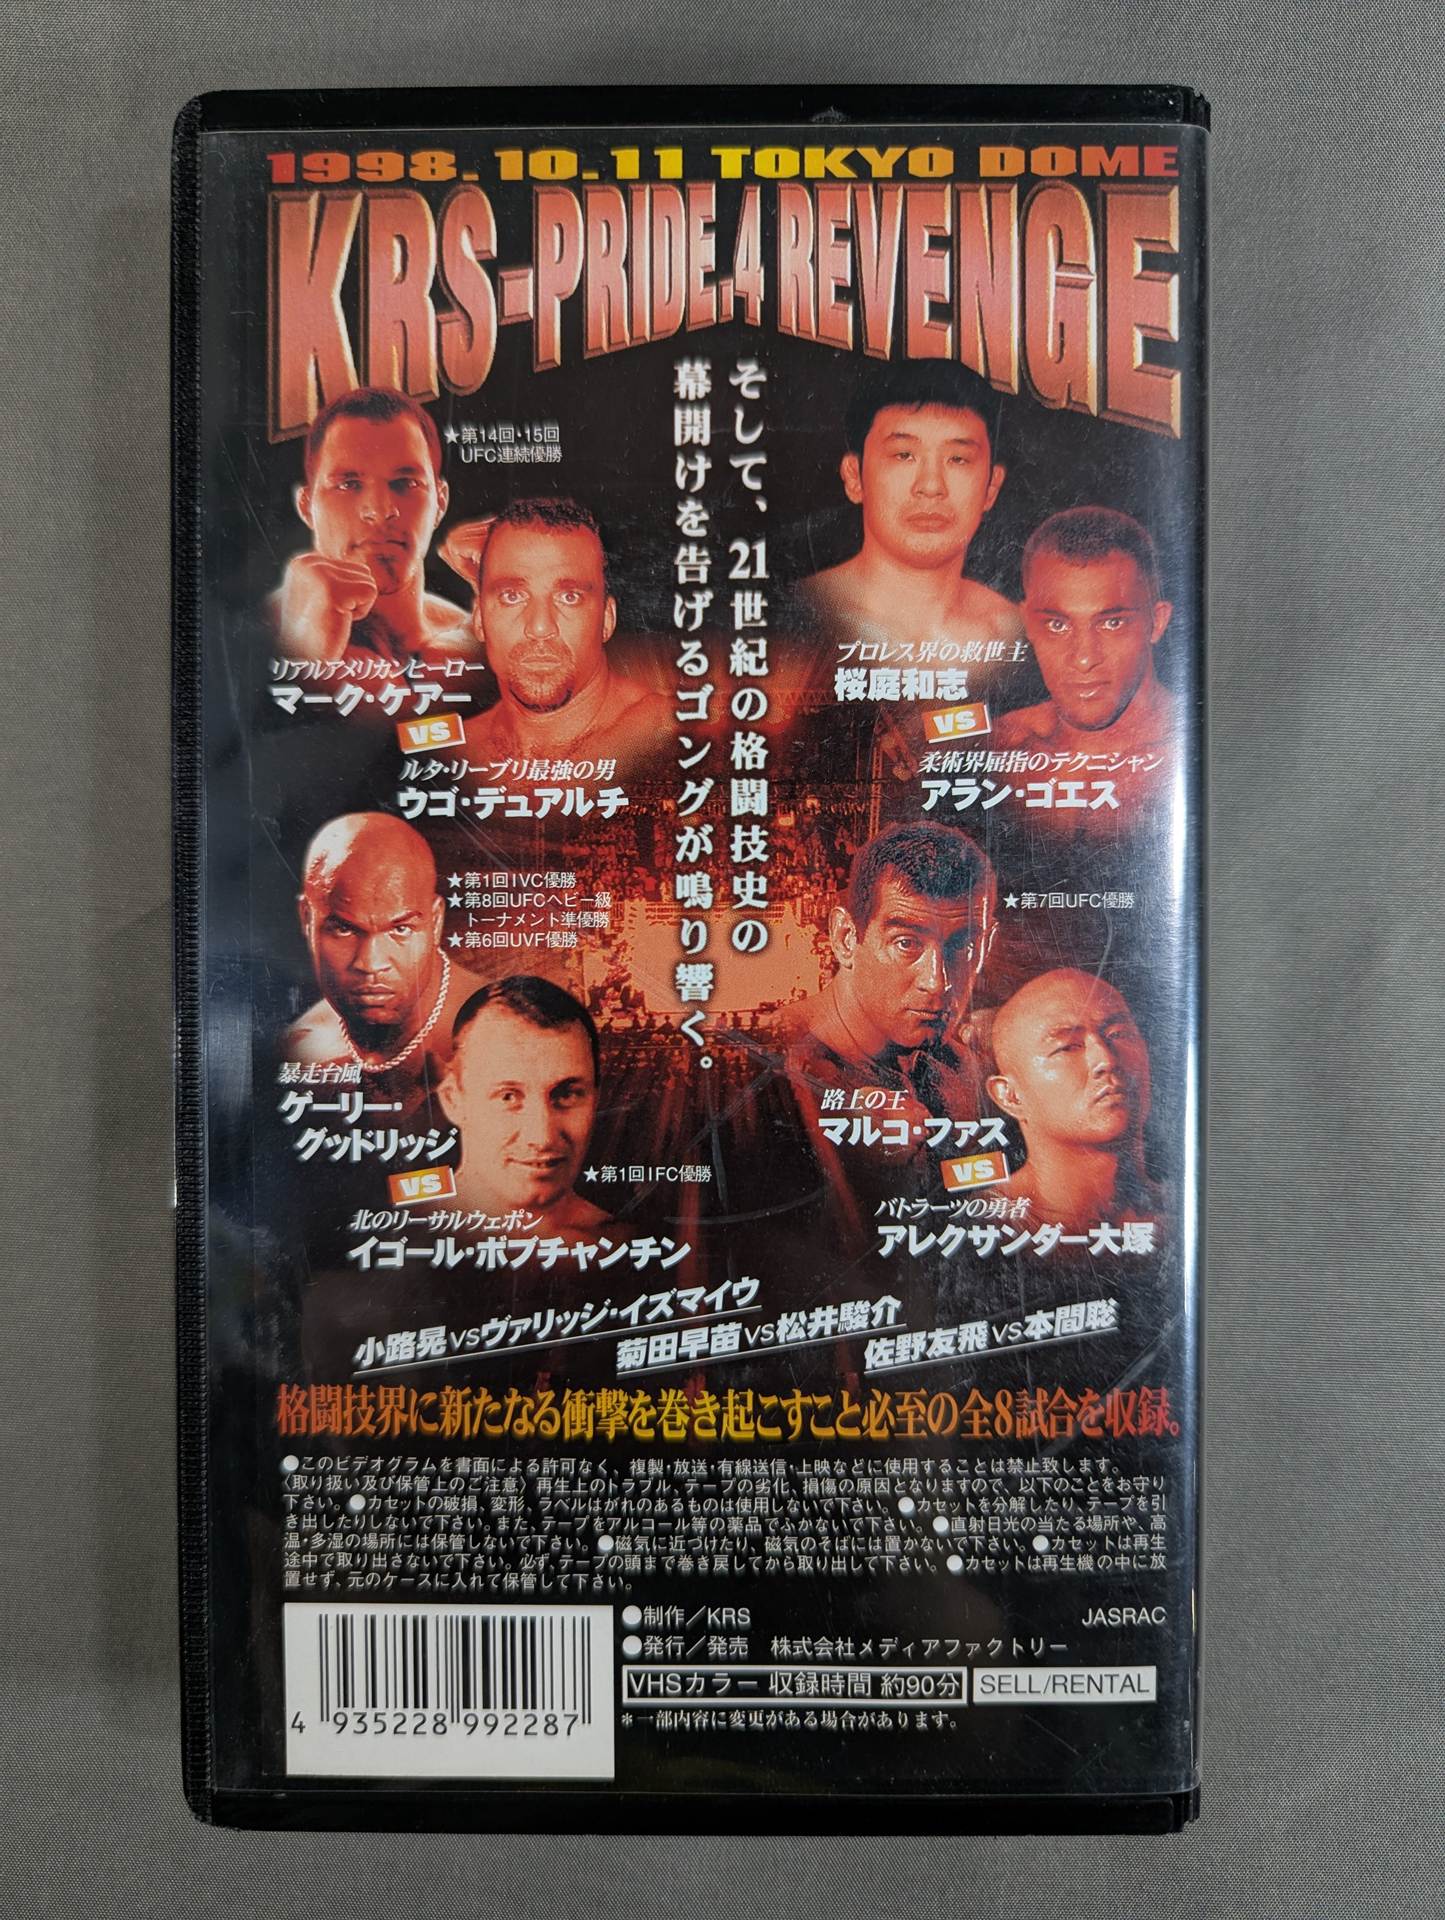 1998.10.11 TOKYO DOME
KRS-PRIDE.4 REVENGE
そして、21世紀の格闘技史の
幕開けを告げるゴングが鳴り響く。
★第14回・15回
UFC連続優勝
リアルアメリカンヒーロー
マーク・ケアー
VS
ルタ・リーブリ最強の男
ウゴ・デュアルチ
プロレス界の救世主
桜庭和志
VS
柔術界屈指のテクニシャン
アラン・ゴエス
★第1回IVC優勝
★第8回UFCヘビー級
トーナメント準優勝
★第6回UVF優勝
暴走台風
ゲーリー・
グッドリッジ
VS
★第1回IFC優勝
北のリーサルウェポン
イゴール・ボブチャンチン
★第7回UFC優勝
路上の王
マルコ・ファス
VS
バトラーツの勇者
アレクサンダー大塚
小路晃VSヴァリッジ・イズマイウ
菊田早苗VS松井駿介
佐野友飛VS本間聡
格闘技界に新たなる衝撃を巻き起こすこと必至の全8試合を収録。
●このビデオグラムを書面による許可なく、複製・放送・有線送信・上映などに使用することは禁止致します。
〈取り扱い及び保管上のご注意〉再生上のトラブル、テープの劣化、損傷の原因となりますので、以下のことをお守り
下さい。●カセットの破損、変形、ラベルはがれのあるものは使用しないで下さい。●カセットを分解したり、テープを引
き出したりしないで下さい。また、テープをアルコール等の薬品でふかないで下さい。●直射日光の当たる場所や、高
温・多湿の場所には保管しないで下さい。●磁気に近づけたり、磁気のそばには置かないで下さい。●カセットは再生
途中で取り出さないで下さい。必ず、テープの頭まで巻き戻してから取り出して下さい。●カセットは再生機の中に放
置せず、元のケースに入れて保管して下さい。
●制作／KRS
JASRAC
●発行／発売 株式会社メディアファクトリー
VHSカラー 収録時間 約90分
SELL/RENTAL
＊一部内容に変更がある場合があります。
4 935228 992287